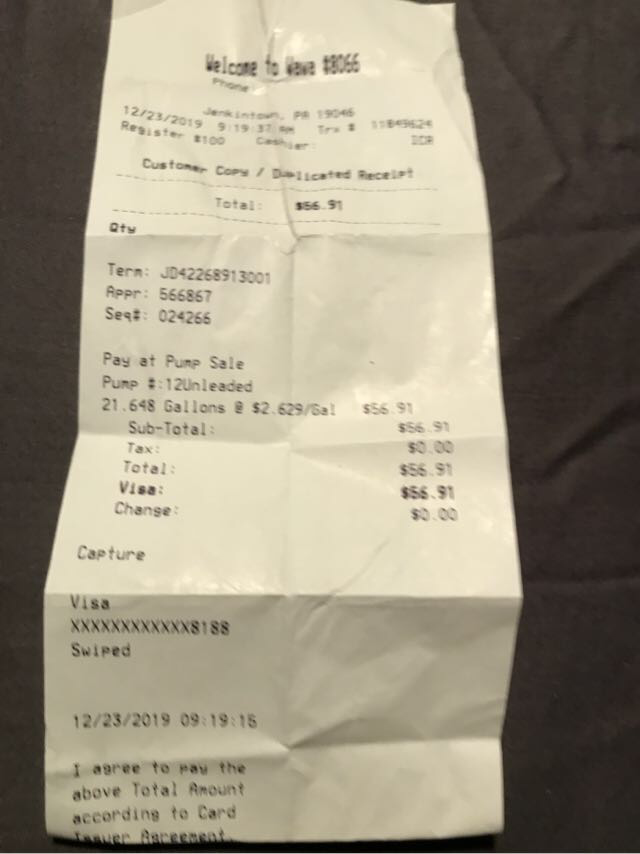 Welcome to Wawa #8066
Phone
Jenkintown, PA 19046
12/23/2019 9:19:37 AM Trx # 11849624
Register #100 Cashier: DCR
Customer Copy / Duplicated Receipt
Total: $56.91
Qty
Term: JD42268913001
Appr: 566867
Seq#: 024266
Pay at Pump Sale
Pump #:12Unleaded
21.648 Gallons @ $2.629/Gal $56.91
Sub-Total: $56.91
Tax: $0.00
Total: $56.91
Visa: $56.91
Change: $0.00
Capture
Visa
XXXXXXXXXXXX8188
Swiped
12/23/2019 09:19:15
I agree to pay the
above Total Amount
according to Card
Issuer Agreement.